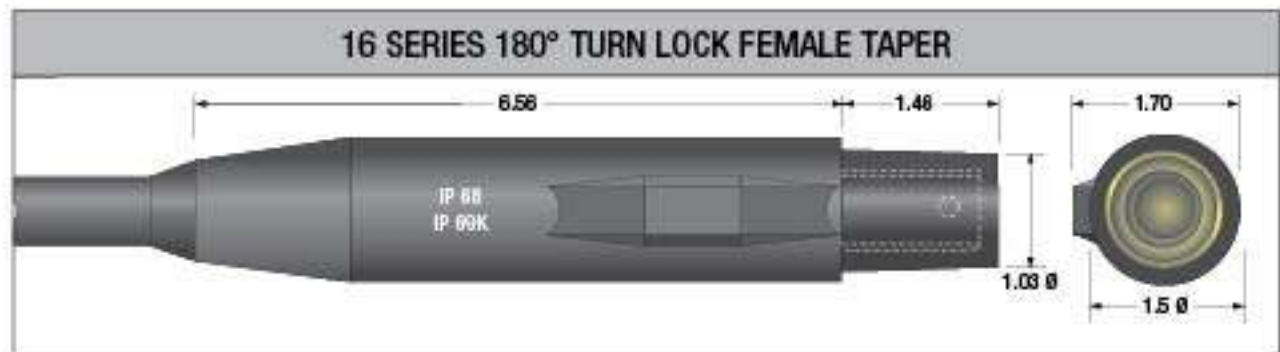 16 SERIES 180° TURN LOCK FEMALE TAPER
6.56
1.46
1.70
IP 68
IP 69K
1.03 Ø
1.5 Ø